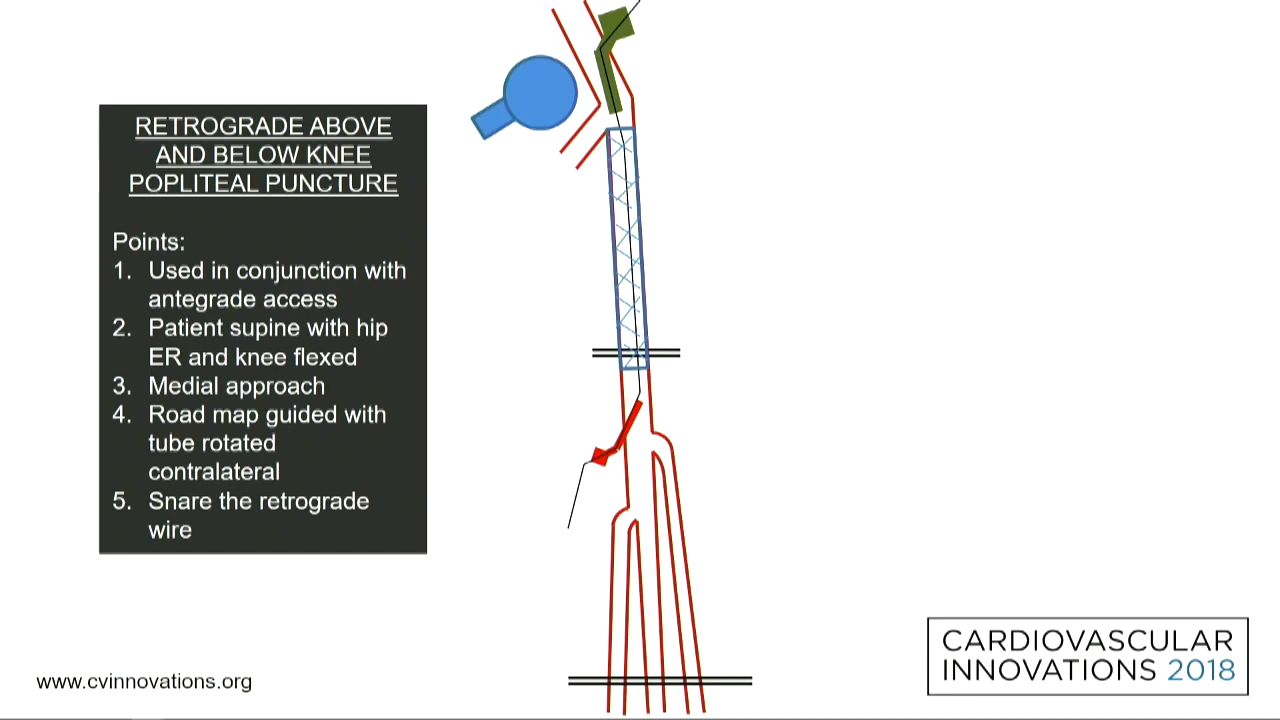 RETROGRADE ABOVE
AND BELOW KNEE
POPLITEAL PUNCTURE
Points:
1. Used in conjunction with
antegrade access
2. Patient supine with hip
ER and knee flexed
3. Medial approach
4. Road map guided with
tube rotated
contralateral
5. Snare the retrograde
wire
www.cvinnovations.org
CARDIOVASCULAR
INNOVATIONS 2018